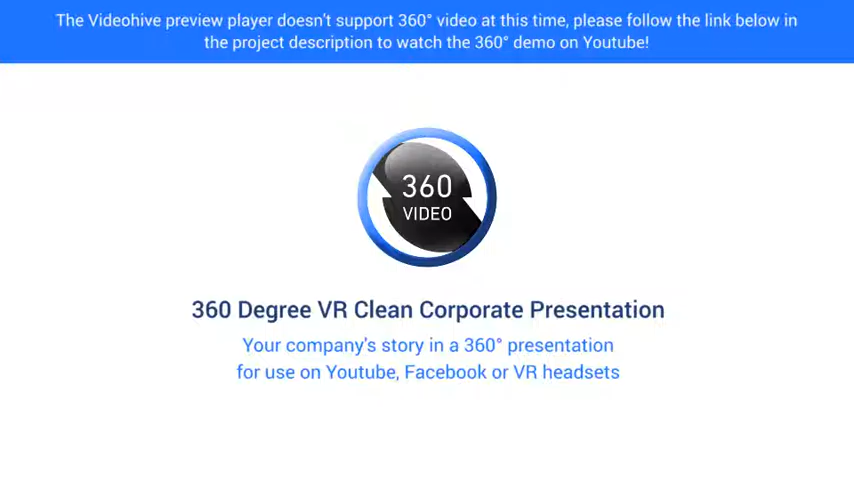 The Videohive preview player doesn't support 360° video at this time, please follow the link below in
the project description to watch the 360° demo on Youtube!
360
VIDEO
360 Degree VR Clean Corporate Presentation
Your company's story in a 360° presentation
for use on Youtube, Facebook or VR headsets